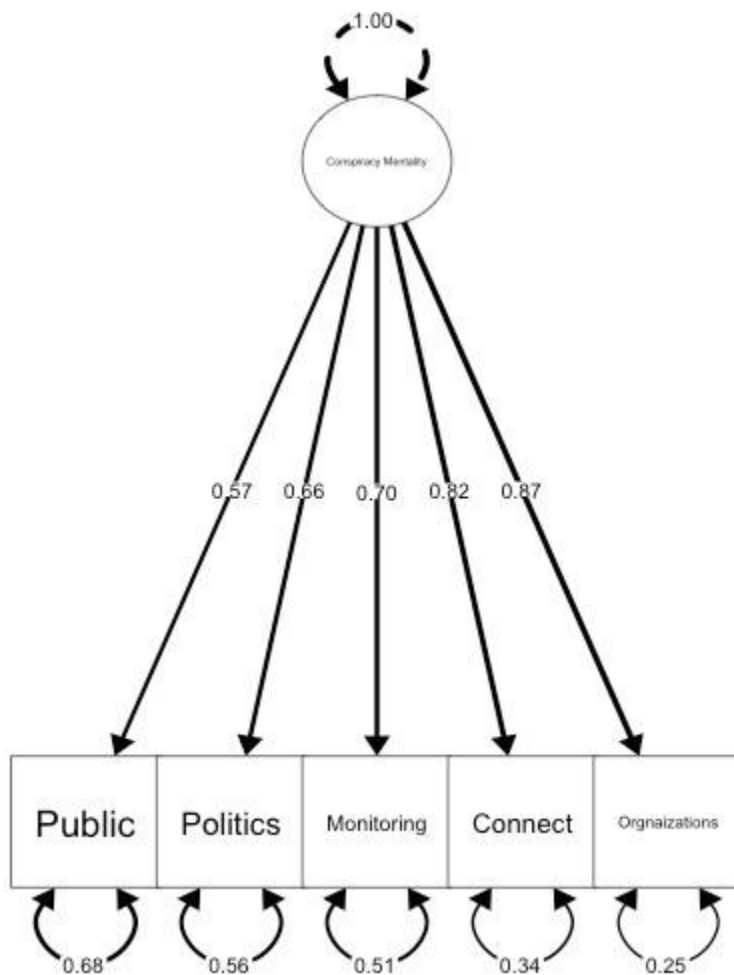 1.00
Conspiracy Mentality
0.57 0.66 0.70 0.82 0.87
Public Politics Monitoring Connect Orgnaizations
0.68 0.56 0.51 0.34 0.25